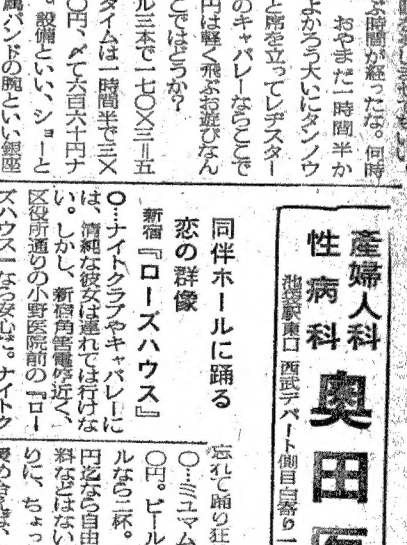 ぶ時間が経ったな。何時
おやまだ一時間半か
よかろう大いにタンノウ
と席を立ってレヂスター
のキャバレーならここで
円は軽く飛ぶお遊びなん
とではどうか?
ル三本で一七〇×三=五
タイムは一時間半で三×
〇円、〆て六百六十円ナ
。設備といい、ショーと
属バンドの腕といい銀座
產婦人科
性病科
奥田
池袋駅東口 西武デパート側目白寄り一
同伴ホールに踊る
恋の群像
新宿『ローズハウス』
〇…ナイトクラブやキャバレーに
は、清純な彼女は連れては行けな
い。しかし、新宿角筈電停近く、
区役所通りの小野医院前の『ロー
ズハウス』なら安心だ。ナイトク
忘れて踊り狂
〇…ミュマム
〇円。ビール
ルなら一杯。
円迄なら自由
料などはない
りに、ちょっ